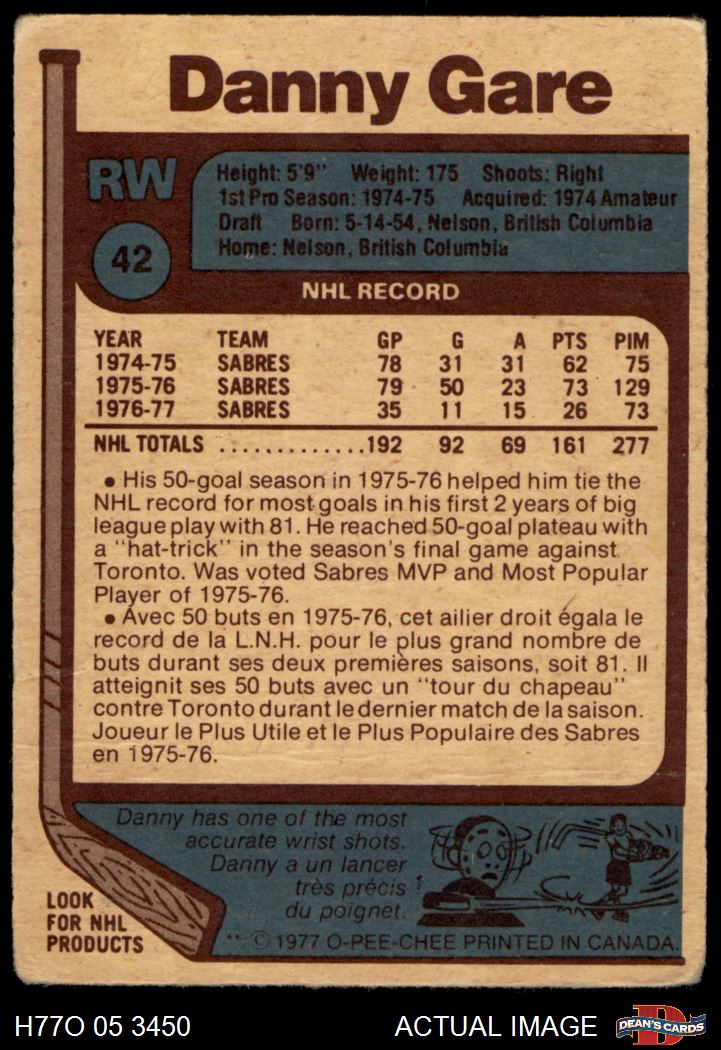 Danny Gare
RW
42
Height: 5'9" Weight: 175 Shoots: Right
1st Pro Season: 1974-75 Acquired: 1974 Amateur
Draft Born: 5-14-54, Nelson, British Columbia
Home: Nelson, British Columbia
NHL RECORD
YEAR TEAM GP G A PTS PIM
1974-75 SABRES 78 31 31 62 75
1975-76 SABRES 79 50 23 73 129
1976-77 SABRES 35 11 15 26 73
NHL TOTALS .............192 92 69 161 277
• His 50-goal season in 1975-76 helped him tie the
NHL record for most goals in his first 2 years of big
league play with 81. He reached 50-goal plateau with
a "hat-trick" in the season's final game against
Toronto. Was voted Sabres MVP and Most Popular
Player of 1975-76.
• Avec 50 buts en 1975-76, cet ailier droit égala le
record de la L.N.H. pour le plus grand nombre de
buts durant ses deux premières saisons, soit 81. Il
atteignit ses 50 buts avec un "tour du chapeau"
contre Toronto durant le dernier match de la saison.
Joueur le Plus Utile et le Plus Populaire des Sabres
en 1975-76.
Danny has one of the most
accurate wrist shots.
Danny a un lancer
très précis
du poignet.
LOOK
FOR NHL
PRODUCTS
** © 1977 O-PEE-CHEE PRINTED IN CANADA.
H77O 05 3450
ACTUAL IMAGE
D
DEAN'S CARDS